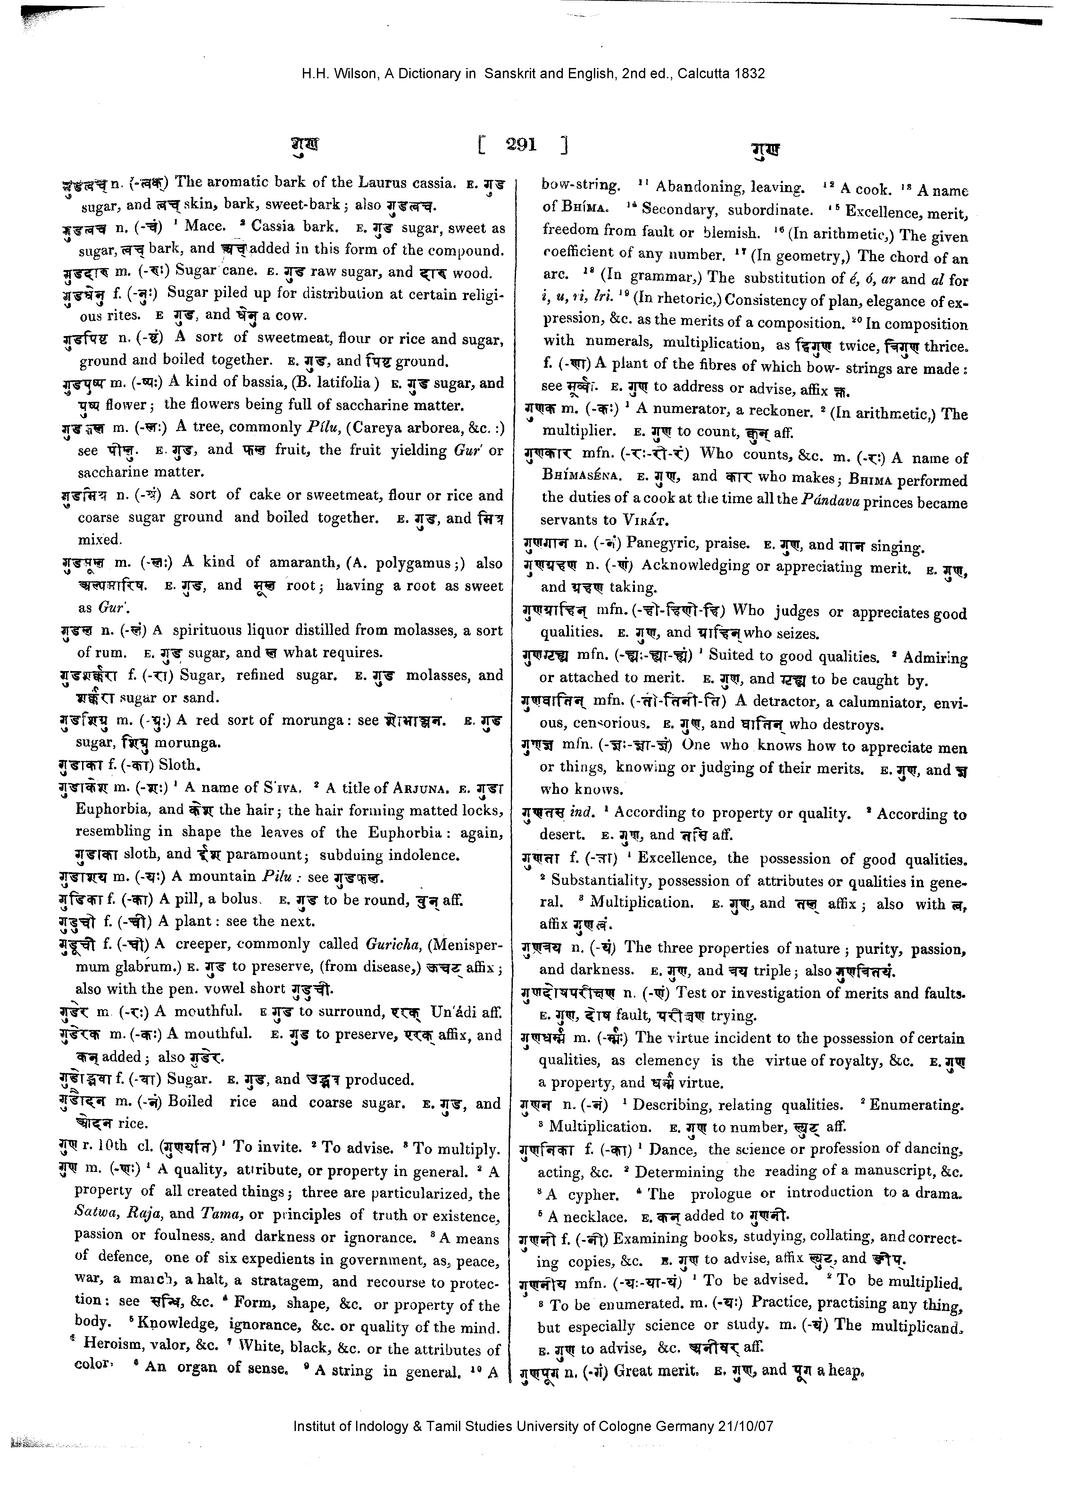 H.H. Wilson, A Dictionary in Sanskrit and English, 2nd ed., Calcutta 1832
गुण [ 291 ] गुण
गुडत्वच् n. (-त्वक्) The aromatic bark of the Laurus cassia. E. गुड
sugar, and त्वच् skin, bark, sweet-bark; also गुडत्वच.
गुडत्वच n. (-चं) ¹ Mace. ² Cassia bark. E. गुड sugar, sweet as
sugar, त्वच् bark, and अच् added in this form of the compound.
गुडदारु m. (-रुः) Sugar cane. E. गुड raw sugar, and दारु wood.
गुडधेनु f. (-नुः) Sugar piled up for distribution at certain religi-
ous rites. E गुड, and धेनु a cow.
गुडपिष्ट n. (-ष्टं) A sort of sweetmeat, flour or rice and sugar,
ground and boiled together. E. गुड, and पिष्ट ground.
गुडपुष्प m. (-ष्पः) A kind of bassia, (B. latifolia) E. गुड sugar, and
पुष्प flower; the flowers being full of saccharine matter.
गुडफल m. (-लः) A tree, commonly Pílu, (Careya arborea, &c. :)
see पीलु. E. गुड, and फल fruit, the fruit yielding Gur' or
saccharine matter.
गुडमिश्र n. (-श्रं) A sort of cake or sweetmeat, flour or rice and
coarse sugar ground and boiled together. E. गुड, and मिश्र
mixed.
गुडमूल m. (-लः) A kind of amaranth, (A. polygamus;) also
अल्पमारिष. E. गुड, and मूल root; having a root as sweet
as Gur'.
गुडल n. (-लं) A spirituous liquor distilled from molasses, a sort
of rum. E. गुड sugar, and ल what requires.
गुडशर्करा f. (-रा) Sugar, refined sugar. E. गुड molasses, and
शर्करा sugar or sand.
गुडशिग्रु m. (-ग्रुः) A red sort of morunga: see शोभाञ्जन. E. गुड
sugar, शिग्रु morunga.
गुडाका f. (-का) Sloth.
गुडाकेश m. (-शः) ¹ A name of S'IVA. ² A title of ARJUNA. E. गुडा
Euphorbia, and केश the hair; the hair forming matted locks,
resembling in shape the leaves of the Euphorbia: again,
गुडाका sloth, and ईश paramount; subduing indolence.
गुडाशय m. (-यः) A mountain Pilu: see गुडफल.
गुडिका f. (-का) A pill, a bolus. E. गुड to be round, वुन् aff.
गुडुची f. (-ची) A plant: see the next.
गुडूची f. (-ची) A creeper, commonly called Guricha, (Menisper-
mum glabrum.) E. गुड to preserve, (from disease,) ऊचट् affix;
also with the pen. vowel short गुडुची.
गुडेर m. (-रः) A mouthful. E गुड to surround, एरक् Un'ádi aff.
गुडेरक m. (-कः) A mouthful. E. गुड to preserve, एरक् affix, and
कन् added; also गुडेर.
गुडोद्भवा f. (-वा) Sugar. E. गुड, and उद्भव produced.
गुडौदन m. (-नं) Boiled rice and coarse sugar. E. गुड, and
ओदन rice.
गुण r. 10th cl. (गुणयति) ¹ To invite. ² To advise. ³ To multiply.
गुण m. (-णः) ¹ A quality, attribute, or property in general. ² A
property of all created things; three are particularized, the
Satwa, Raja, and Tama, or principles of truth or existence,
passion or foulness, and darkness or ignorance. ³ A means
of defence, one of six expedients in government, as, peace,
war, a march, a halt, a stratagem, and recourse to protec-
tion: see सन्धि, &c. ⁴ Form, shape, &c. or property of the
body. ⁵ Knowledge, ignorance, &c. or quality of the mind.
⁶ Heroism, valor, &c. ⁷ White, black, &c. or the attributes of
color. ⁸ An organ of sense. ⁹ A string in general. ¹⁰ A
bow-string. ¹¹ Abandoning, leaving. ¹² A cook. ¹³ A name
of BHÍMA. ¹⁴ Secondary, subordinate. ¹⁵ Excellence, merit,
freedom from fault or blemish. ¹⁶ (In arithmetic,) The given
coefficient of any number. ¹⁷ (In geometry,) The chord of an
arc. ¹⁸ (In grammar,) The substitution of é, ó, ar and al for
i, u, ri, lri. ¹⁹ (In rhetoric,) Consistency of plan, elegance of ex-
pression, &c. as the merits of a composition. ²⁰ In composition
with numerals, multiplication, as द्विगुण twice, त्रिगुण thrice.
f. (-णा) A plant of the fibres of which bow-strings are made:
see मूर्व्वा. E. गुण to address or advise, affix क्त.
गुणक m. (-कः) ¹ A numerator, a reckoner. ² (In arithmetic,) The
multiplier. E. गुण to count, क्वुन् aff.
गुणकार mfn. (-रः-री-रं) Who counts, &c. m. (-रः) A name of
BHÍMASÉNA. E. गुण, and कार who makes; BHIMA performed
the duties of a cook at the time all the Pándava princes became
servants to VIRÁT.
गुणगान n. (-नं) Panegyric, praise. E. गुण, and गान singing.
गुणग्रहण n. (-णं) Acknowledging or appreciating merit. E. गुण,
and ग्रहण taking.
गुणग्राहिन् mfn. (-ही-हिणी-हि) Who judges or appreciates good
qualities. E. गुण, and ग्राहिन् who seizes.
गुणगृह्य mfn. (-ह्यः-ह्या-ह्यं) ¹ Suited to good qualities. ² Admiring
or attached to merit. E. गुण, and गृह्य to be caught by.
गुणघातिन् mfn. (-ती-तिनी-ति) A detractor, a calumniator, envi-
ous, censorious. E. गुण, and घातिन् who destroys.
गुणज्ञ mfn. (-ज्ञः-ज्ञा-ज्ञं) One who knows how to appreciate men
or things, knowing or judging of their merits. E. गुण, and ज्ञ
who knows.
गुणतस् ind. ¹ According to property or quality. ² According to
desert. E. गुण, and तसि aff.
गुणता f. (-ता) ¹ Excellence, the possession of good qualities.
² Substantiality, possession of attributes or qualities in gene-
ral. ³ Multiplication. E. गुण, and तल् affix; also with त्व,
affix गुणत्वं.
गुणत्रय n. (-यं) The three properties of nature; purity, passion,
and darkness. E. गुण, and त्रय triple; also गुणत्रितयं.
गुणदोषपरीक्षण n. (-णं) Test or investigation of merits and faults.
E. गुण, दोष fault, परीक्षण trying.
गुणधर्म्म m. (-र्म्मः) The virtue incident to the possession of certain
qualities, as clemency is the virtue of royalty, &c. E. गुण
a property, and धर्म्म virtue.
गुणन n. (-नं) ¹ Describing, relating qualities. ² Enumerating.
³ Multiplication. E. गुण to number, ल्युट् aff.
गुणनिका f. (-का) ¹ Dance, the science or profession of dancing,
acting, &c. ² Determining the reading of a manuscript, &c.
³ A cypher. ⁴ The prologue or introduction to a drama.
⁵ A necklace. E. कन् added to गुणनी.
गुणनी f. (-नी) Examining books, studying, collating, and correct-
ing copies, &c. E. गुण to advise, affix ल्युट्, and ङीप्.
गुणनीय mfn. (-यः-या-यं) ¹ To be advised. ² To be multiplied.
³ To be enumerated. m. (-यः) Practice, practising any thing,
but especially science or study. m. (-यं) The multiplicand.
E. गुण to advise, &c. अनीयर् aff.
गुणपूग n. (-गं) Great merit. E. गुण, and पूग a heap.
Institut of Indology & Tamil Studies University of Cologne Germany 21/10/07